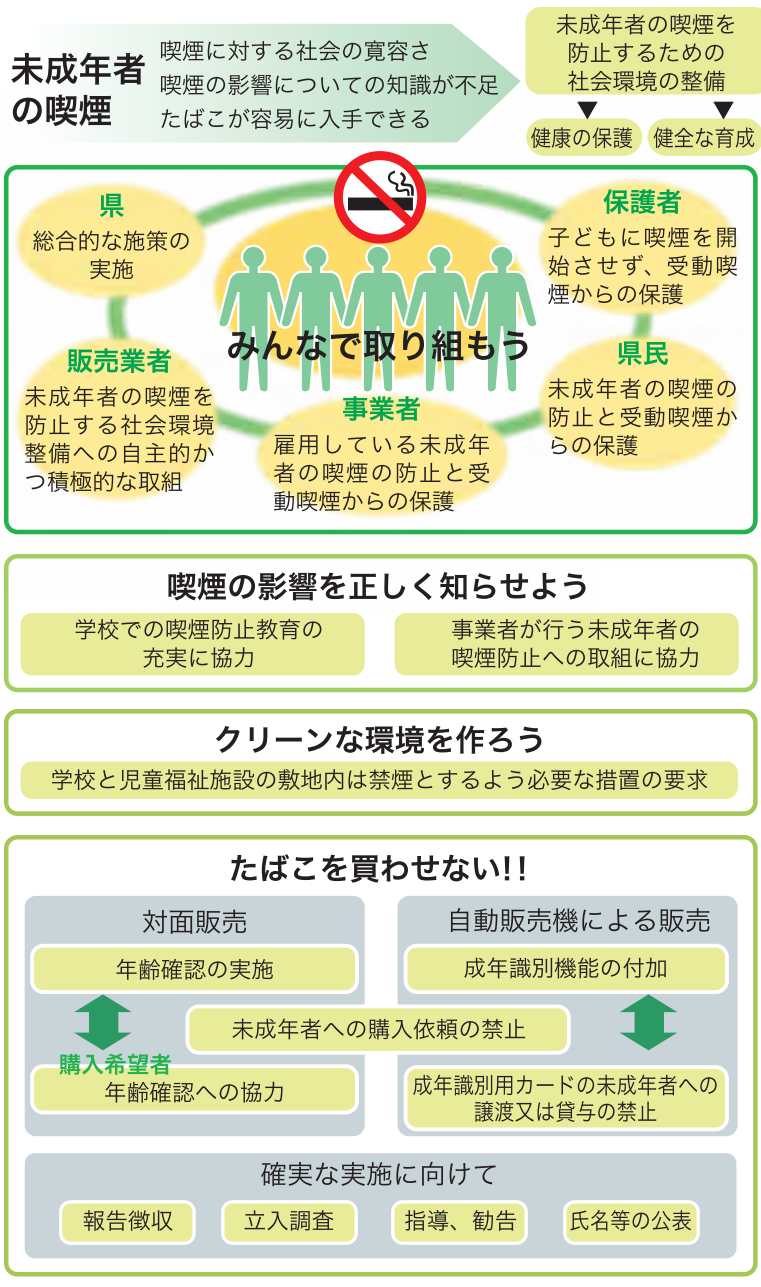 未成年者
の喫煙
喫煙に対する社会の寛容さ
喫煙の影響についての知識が不足
たばこが容易に入手できる
未成年者の喫煙を
防止するための
社会環境の整備
健康の保護
健全な育成
県
総合的な施策の
実施
保護者
子どもに喫煙を開
始させず、受動喫
煙からの保護
みんなで取り組もう
販売業者
未成年者の喫煙を
防止する社会環境
整備への自主的か
つ積極的な取組
県民
未成年者の喫煙の
防止と受動喫煙か
らの保護
事業者
雇用している未成年
者の喫煙の防止と受
動喫煙からの保護
喫煙の影響を正しく知らせよう
学校での喫煙防止教育の
充実に協力
事業者が行う未成年者の
喫煙防止への取組に協力
クリーンな環境を作ろう
学校と児童福祉施設の敷地内は禁煙とするよう必要な措置の要求
たばこを買わせない!!
対面販売
年齢確認の実施
自動販売機による販売
成年識別機能の付加
未成年者への購入依頼の禁止
購入希望者
年齢確認への協力
成年識別用カードの未成年者への
譲渡又は貸与の禁止
確実な実施に向けて
報告徴収
立入調査
指導、勧告
氏名等の公表